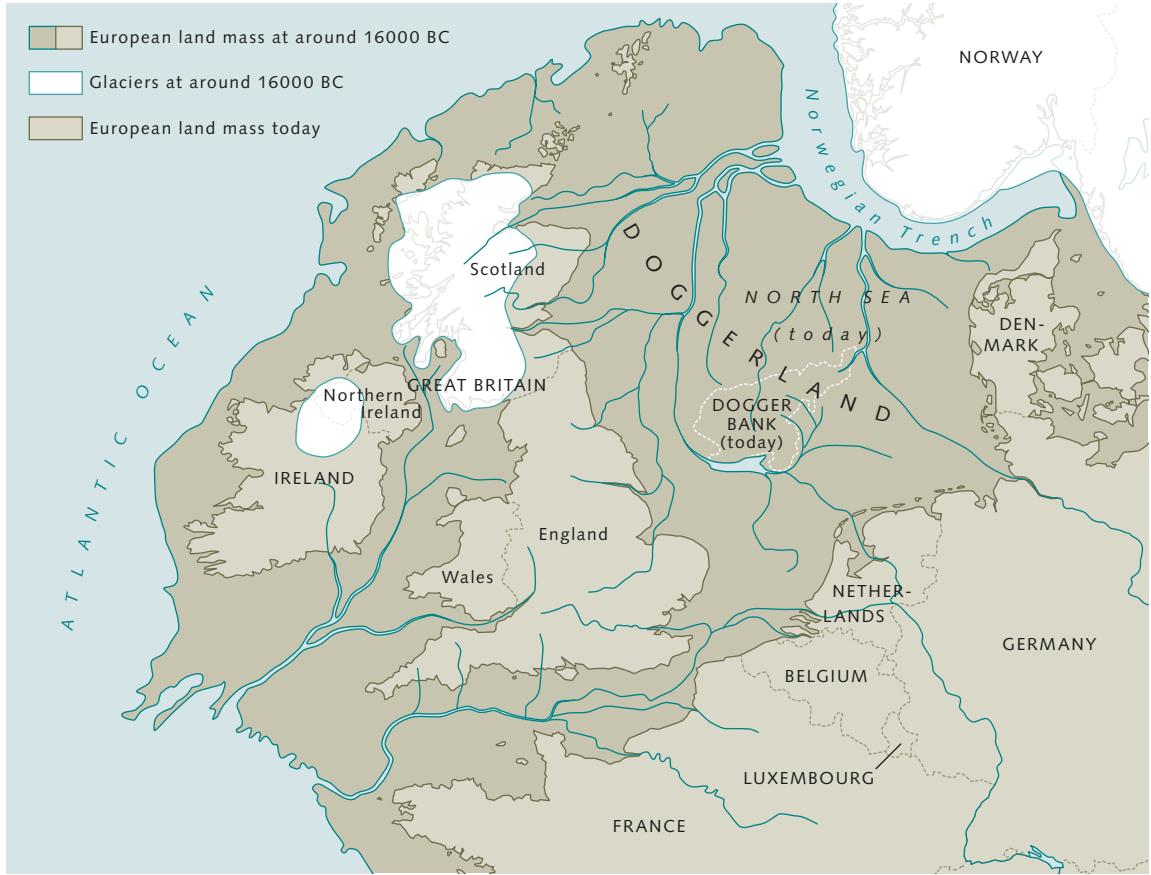 European land mass at around 16000 BC
Glaciers at around 16000 BC
European land mass today
NORWAY
Norwegian Trench
ATLANTIC OCEAN
Scotland
DOGGERLAND
NORTH SEA
(today)
DEN-
MARK
GREAT BRITAIN
Northern
Ireland
DOGGER
BANK
(today)
IRELAND
England
Wales
NETHER-
LANDS
GERMANY
BELGIUM
LUXEMBOURG
FRANCE